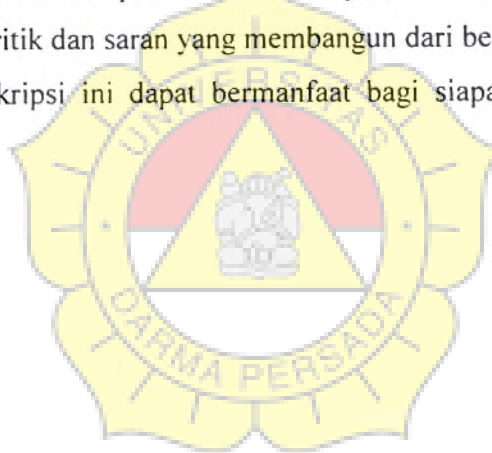 ritik dan saran yang membangun dari be
kripsi ini dapat bermanfaat bagi siapa
UNIVERSITAS
DARMA PERSADA